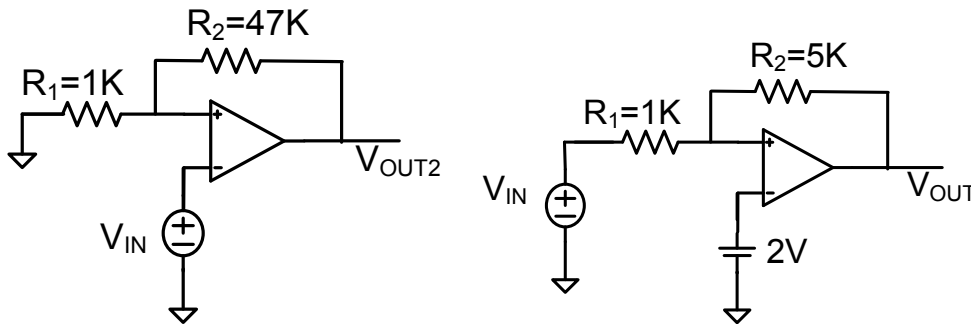 R2=47K
R1=1K
+
−
VOUT2
VIN
+
−
R2=5K
R1=1K
+
−
VOUT
VIN
+
−
2V